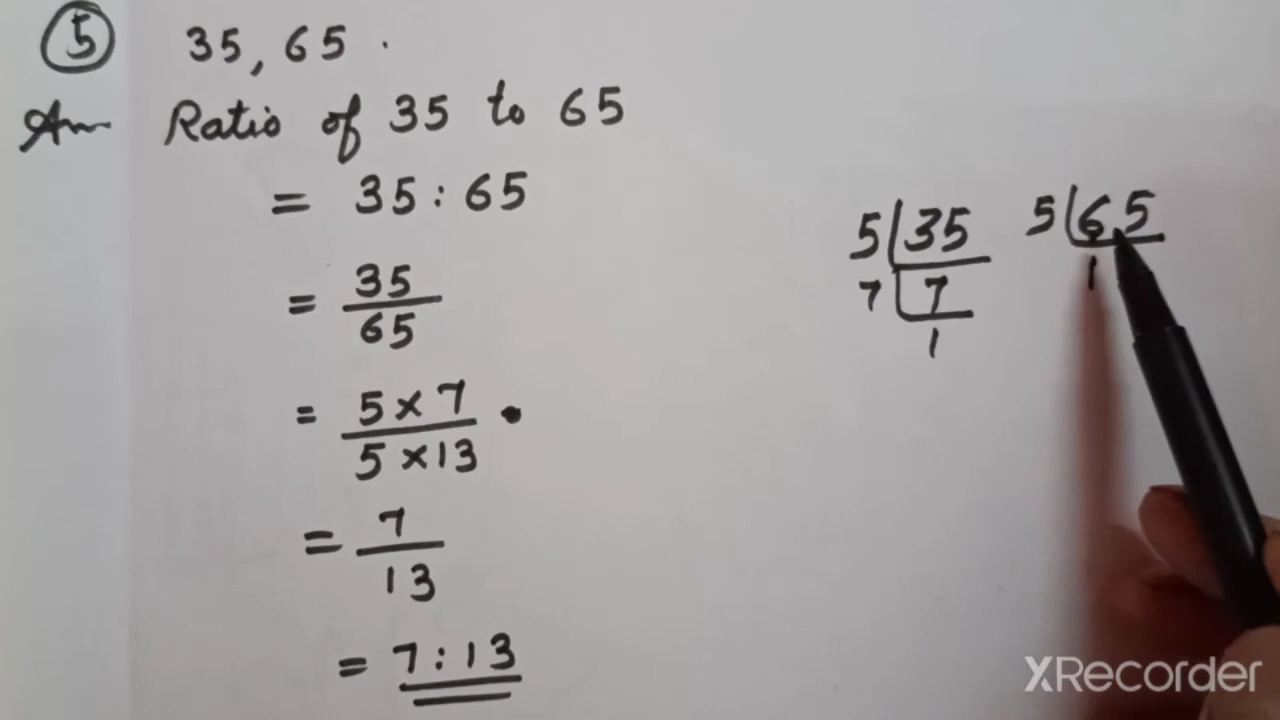 ⑤ 35, 65 .
Ans Ratio of 35 to 65
= 35 : 65
= 35/65
= (5 × 7)/(5 × 13)
= 7/13
= 7 : 13
5 | 35
7 | 7
1
5 | 65
1
XRecorder